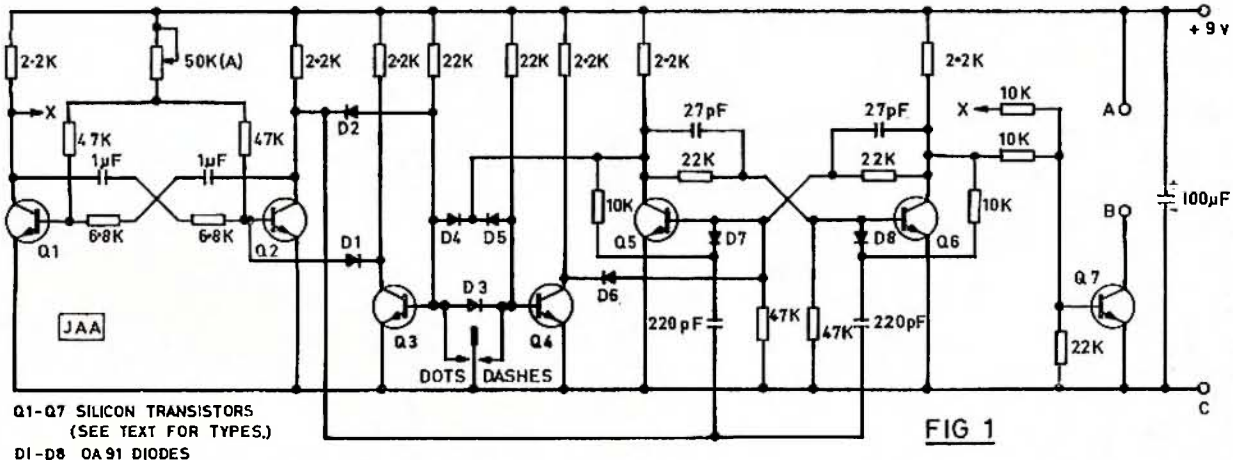 + 9 v
2·2K
50K(A)
2·2K
2·2K
22K
22K
2·2K
2·2K
2·2K
X
D2
27pF
27pF
X
10K
A
47K
47K
10K
1µF
1µF
22K
22K
10K
10K
100µF
B
6·8K
6·8K
D4
D5
D7
D8
Q1
Q2
D1
Q5
Q6
D3
D6
Q7
JAA
Q3
Q4
220pF
47K
47K
220pF
22K
DOTS
DASHES
C
Q1-Q7 SILICON TRANSISTORS
(SEE TEXT FOR TYPES.)
D1-D8 OA91 DIODES
FIG 1